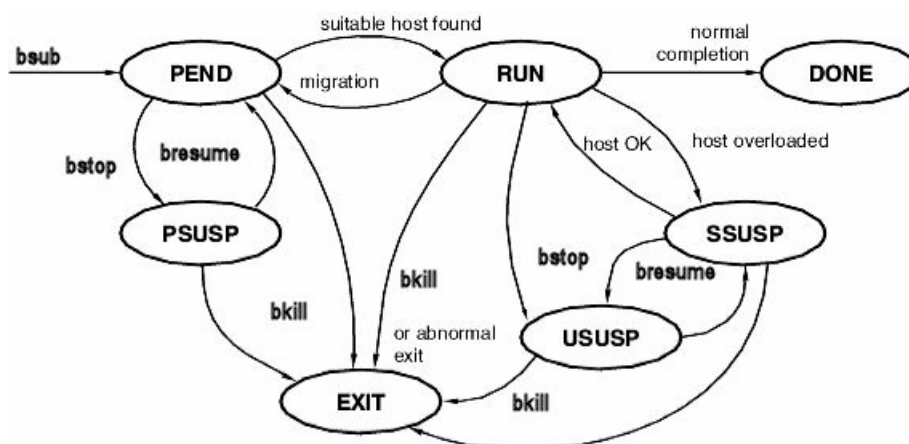 suitable host found
normal
completion
bsub
PEND
RUN
DONE
migration
bstop
bresume
host OK
host overloaded
PSUSP
SSUSP
bstop
bresume
bkill
bkill
USUSP
or abnormal
exit
EXIT
bkill